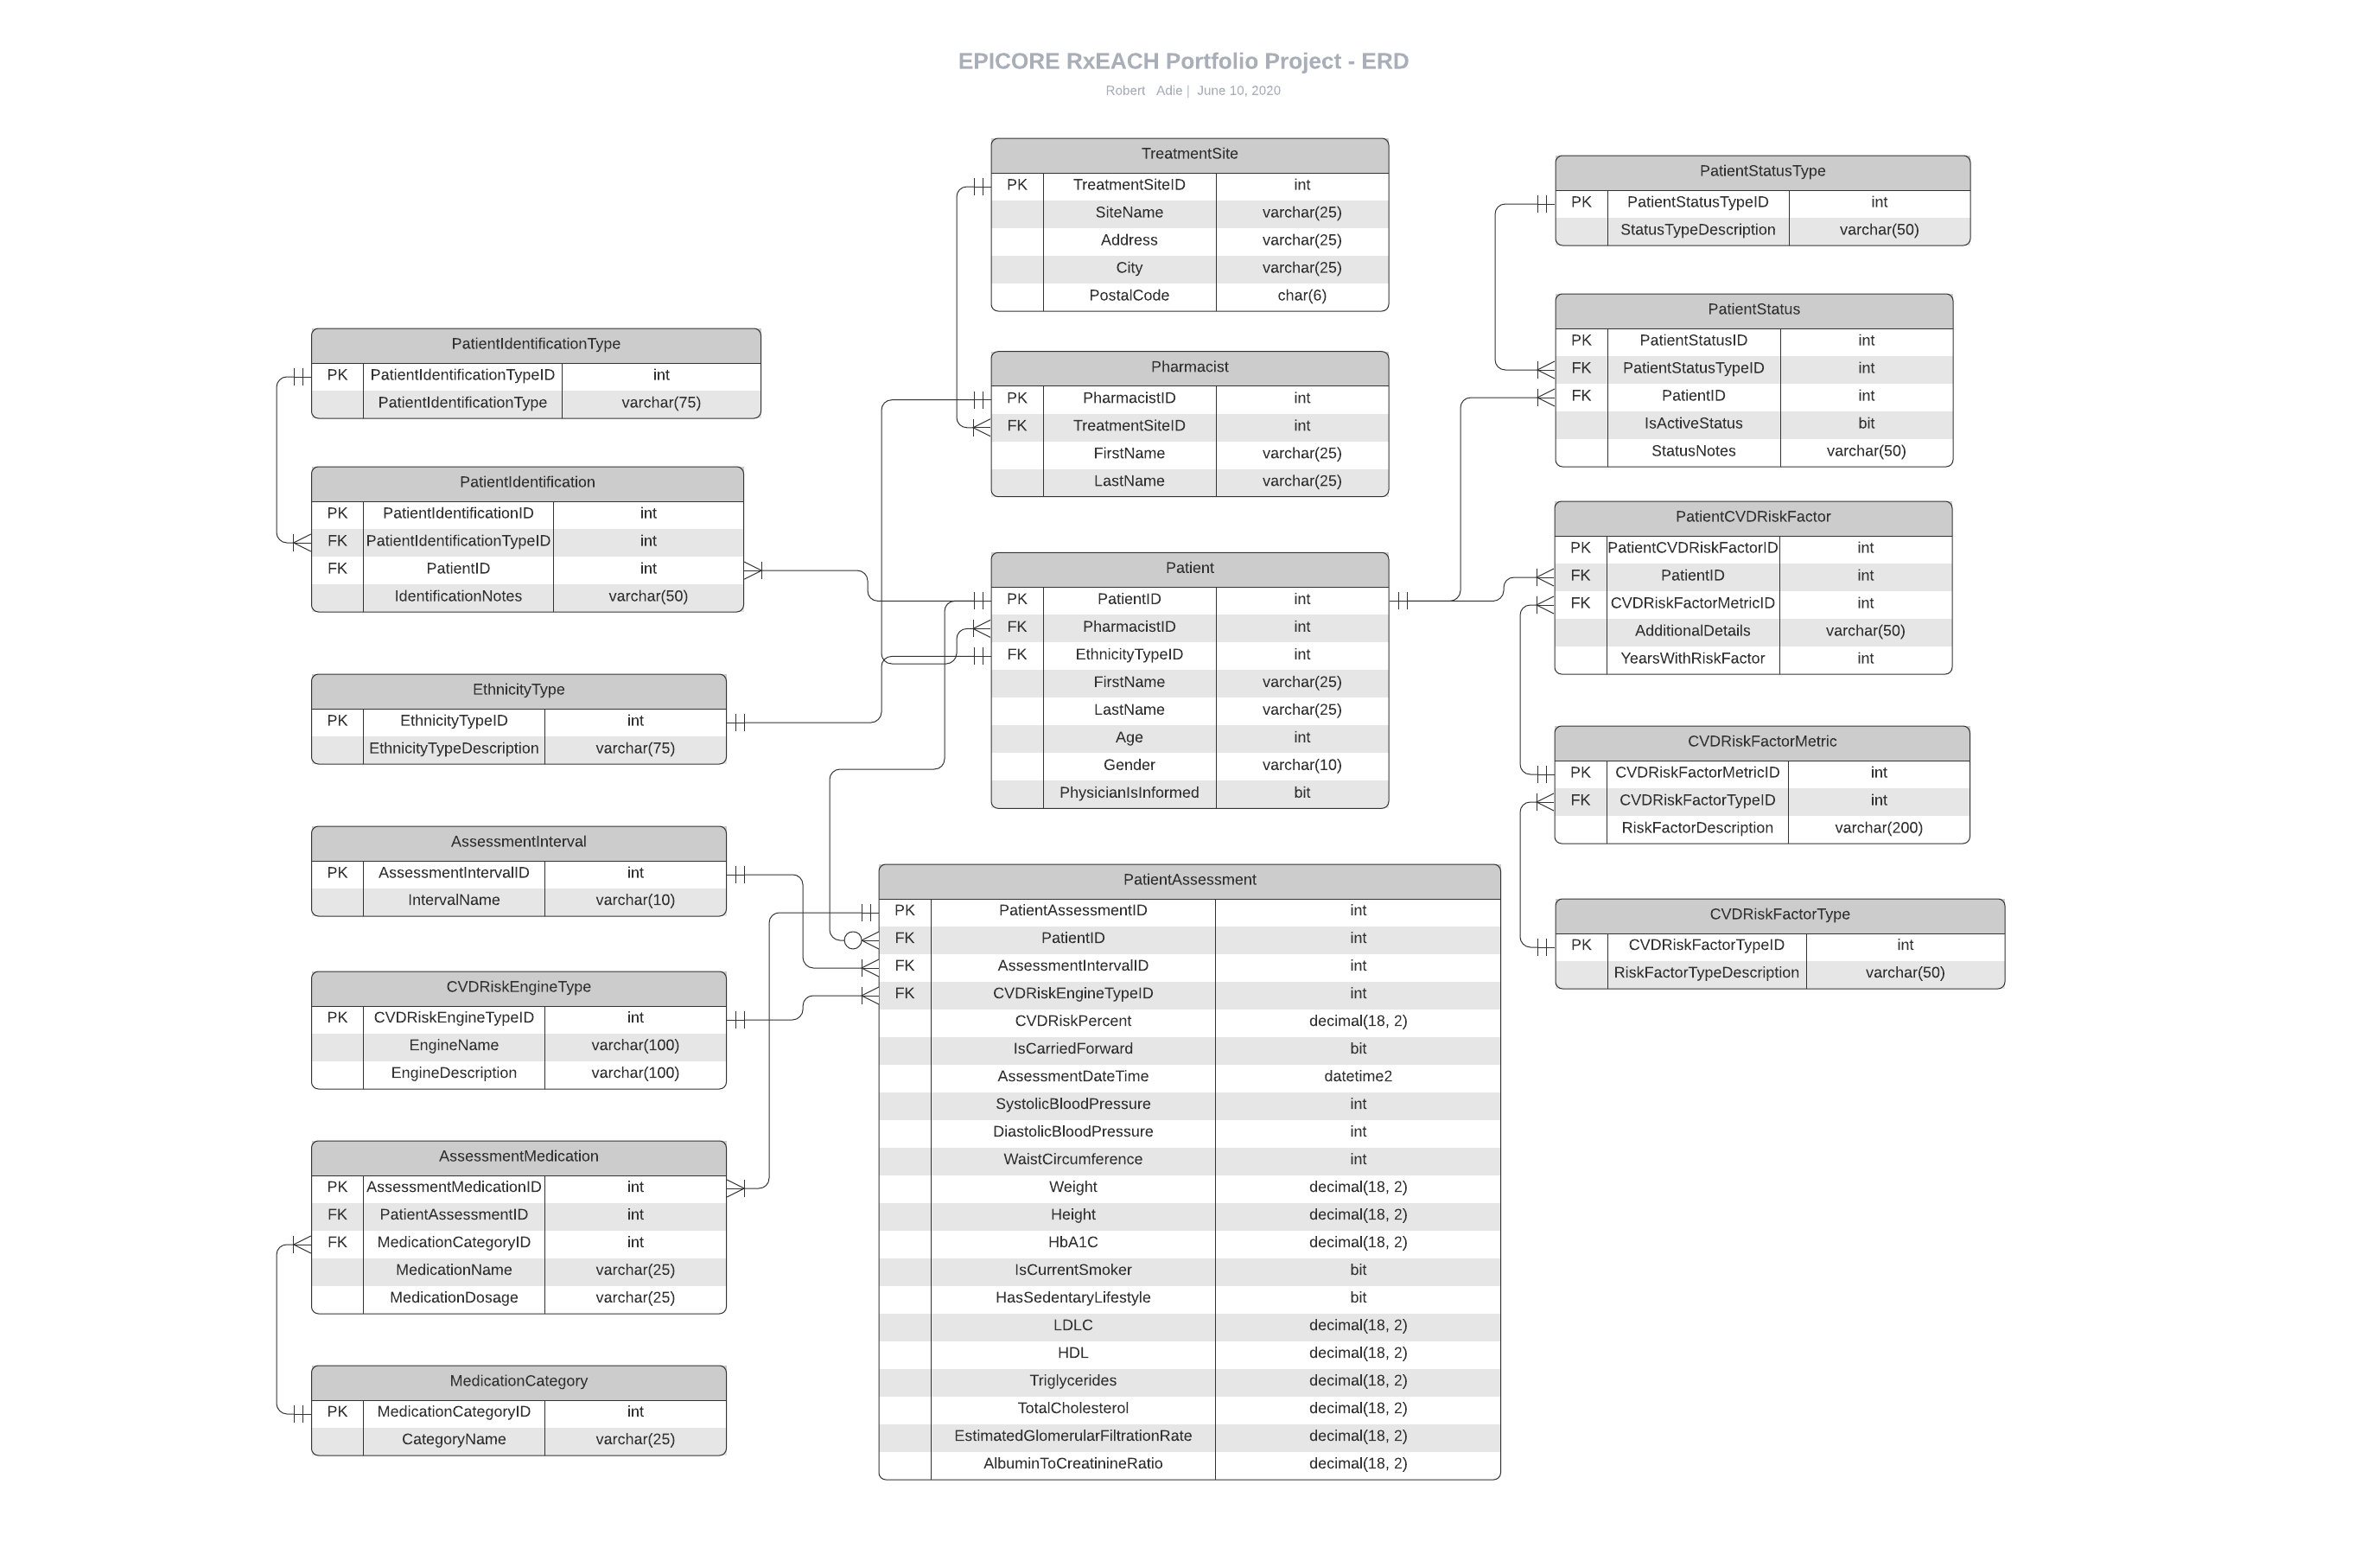 EPICORE RxEACH Portfolio Project - ERD
Robert Adie | June 10, 2020
TreatmentSite
PK TreatmentSiteID int
SiteName varchar(25)
Address varchar(25)
City varchar(25)
PostalCode char(6)
PatientStatusType
PK PatientStatusTypeID int
StatusTypeDescription varchar(50)
PatientStatus
PK PatientStatusID int
FK PatientStatusTypeID int
FK PatientID int
IsActiveStatus bit
StatusNotes varchar(50)
PatientIdentificationType
PK PatientIdentificationTypeID int
PatientIdentificationType varchar(75)
Pharmacist
PK PharmacistID int
FK TreatmentSiteID int
FirstName varchar(25)
LastName varchar(25)
PatientIdentification
PK PatientIdentificationID int
FK PatientIdentificationTypeID int
FK PatientID int
IdentificationNotes varchar(50)
PatientCVDRiskFactor
PK PatientCVDRiskFactorID int
FK PatientID int
FK CVDRiskFactorMetricID int
AdditionalDetails varchar(50)
YearsWithRiskFactor int
Patient
PK PatientID int
FK PharmacistID int
FK EthnicityTypeID int
FirstName varchar(25)
LastName varchar(25)
Age int
Gender varchar(10)
PhysicianIsInformed bit
EthnicityType
PK EthnicityTypeID int
EthnicityTypeDescription varchar(75)
CVDRiskFactorMetric
PK CVDRiskFactorMetricID int
FK CVDRiskFactorTypeID int
RiskFactorDescription varchar(200)
AssessmentInterval
PK AssessmentIntervalID int
IntervalName varchar(10)
PatientAssessment
PK PatientAssessmentID int
FK PatientID int
FK AssessmentIntervalID int
FK CVDRiskEngineTypeID int
CVDRiskPercent decimal(18, 2)
IsCarriedForward bit
AssessmentDateTime datetime2
SystolicBloodPressure int
DiastolicBloodPressure int
WaistCircumference int
Weight decimal(18, 2)
Height decimal(18, 2)
HbA1C decimal(18, 2)
IsCurrentSmoker bit
HasSedentaryLifestyle bit
LDLC decimal(18, 2)
HDL decimal(18, 2)
Triglycerides decimal(18, 2)
TotalCholesterol decimal(18, 2)
EstimatedGlomerularFiltrationRate decimal(18, 2)
AlbuminToCreatinineRatio decimal(18, 2)
CVDRiskFactorType
PK CVDRiskFactorTypeID int
RiskFactorTypeDescription varchar(50)
CVDRiskEngineType
PK CVDRiskEngineTypeID int
EngineName varchar(100)
EngineDescription varchar(100)
AssessmentMedication
PK AssessmentMedicationID int
FK PatientAssessmentID int
FK MedicationCategoryID int
MedicationName varchar(25)
MedicationDosage varchar(25)
MedicationCategory
PK MedicationCategoryID int
CategoryName varchar(25)